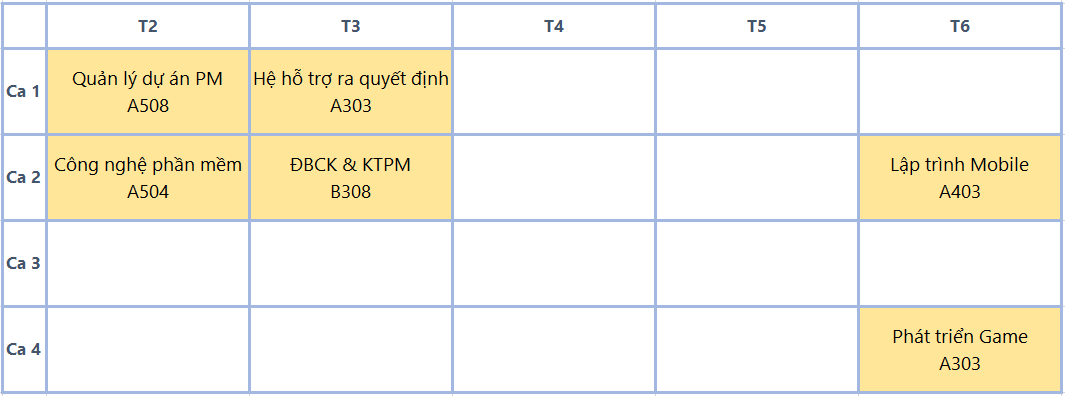 T2
T3
T4
T5
T6
Ca 1
Quản lý dự án PM
A508
Hệ hỗ trợ ra quyết định
A303
Ca 2
Công nghệ phần mềm
A504
ĐBCK & KTPM
B308
Lập trình Mobile
A403
Ca 3
Ca 4
Phát triển Game
A303